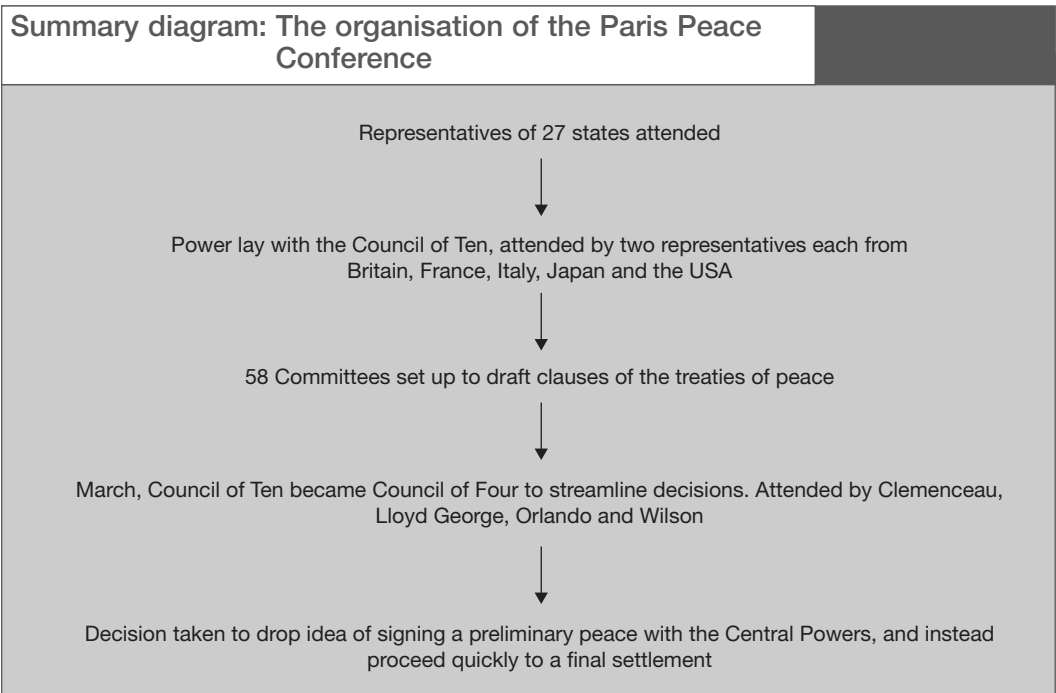 Summary diagram: The organisation of the Paris Peace
Conference
Representatives of 27 states attended
Power lay with the Council of Ten, attended by two representatives each from
Britain, France, Italy, Japan and the USA
58 Committees set up to draft clauses of the treaties of peace
March, Council of Ten became Council of Four to streamline decisions. Attended by Clemenceau,
Lloyd George, Orlando and Wilson
Decision taken to drop idea of signing a preliminary peace with the Central Powers, and instead
proceed quickly to a final settlement